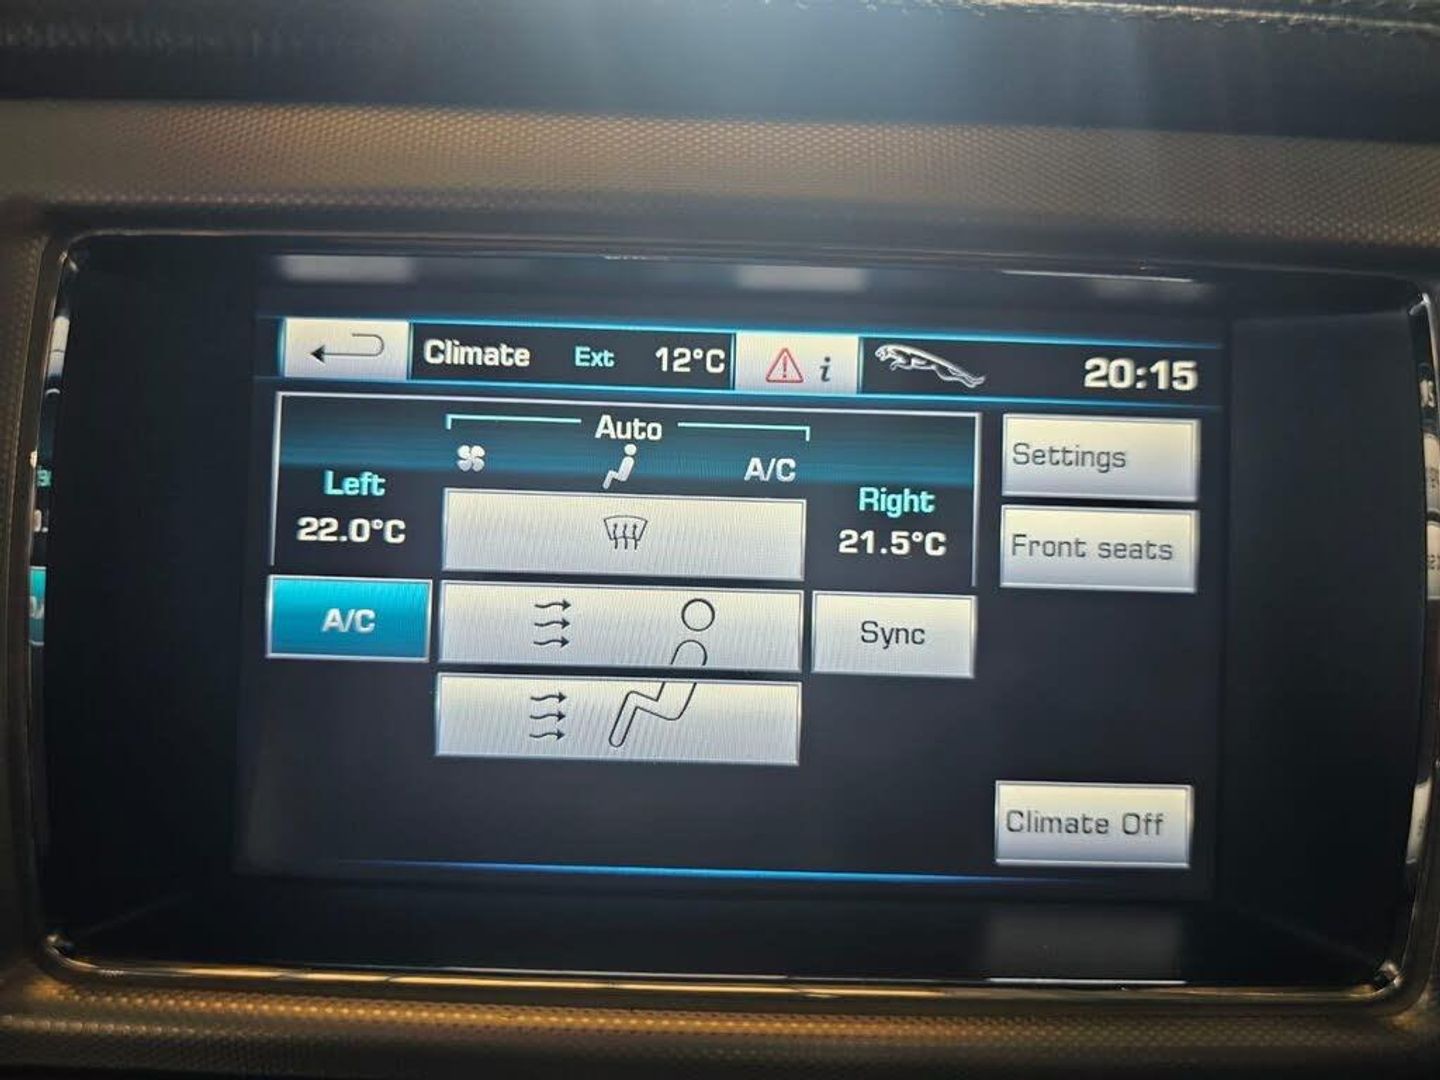 Climate Ext 12°C i 20:15
Auto
A/C
Left
22.0°C
Right
21.5°C
Settings
Front seats
A/C
Sync
Climate Off